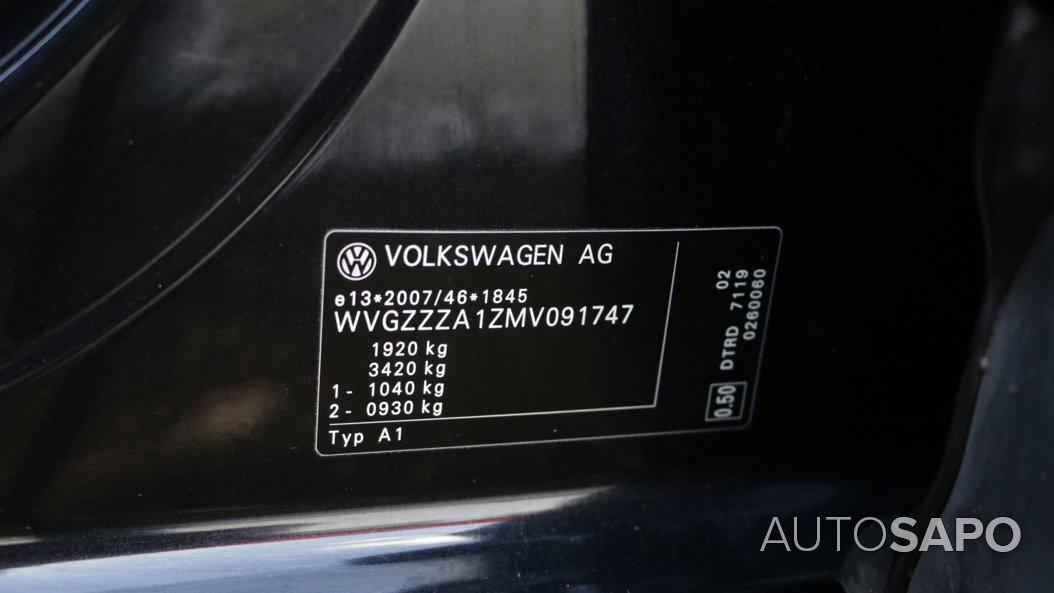 VOLKSWAGEN AG
e13*2007/46*1845
WVGZZZA1ZMV091747
1920 kg
3420 kg
1- 1040 kg
2- 0930 kg
Typ A1
02
DTRD 7119
0260060
0.50
AUTOSAPO